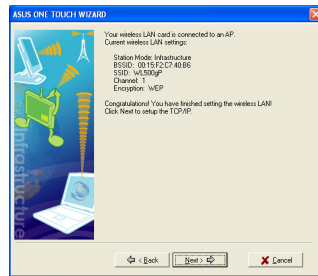 ASUS ONE TOUCH WIZARD
Your wireless LAN card is connected to an AP.
Current wireless LAN settings:
Station Mode: Infrastructure
BSSID: 00:15:F2:C7:40:B6
SSID: WL500gP
Channel: 1
Encryption: WEP
Congratulations! You have finished setting the wireless LAN!
Click Next to setup the TCP/IP.
Infrastructure
< Back
Next >
Cancel